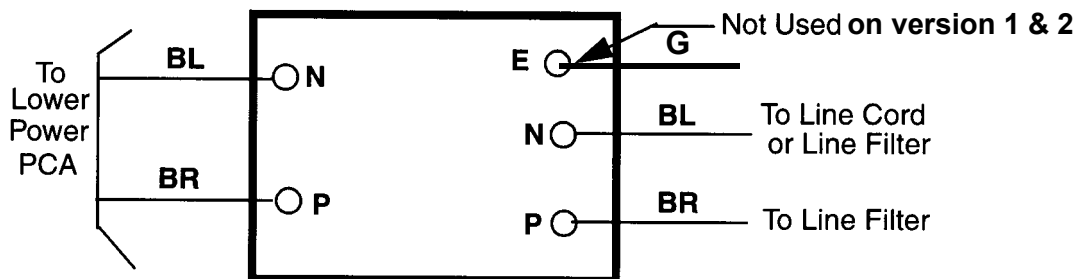 Not Used on version 1 & 2
E
G
BL
N
To
Lower
Power
PCA
N
BL
To Line Cord
or Line Filter
BR
P
P
BR
To Line Filter